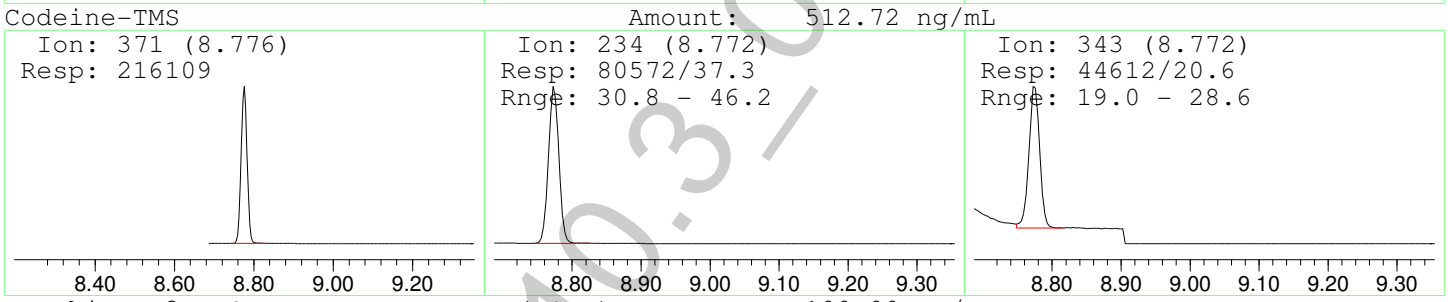 Codeine-TMS Amount: 512.72 ng/mL
Ion: 371 (8.776) Ion: 234 (8.772) Ion: 343 (8.772)
Resp: 216109 Resp: 80572/37.3 Resp: 44612/20.6
Rnge: 30.8 - 46.2 Rnge: 19.0 - 28.6
8.40 8.60 8.80 9.00 9.20 8.80 8.90 9.00 9.10 9.20 9.30 8.80 8.90 9.00 9.10 9.20 9.30